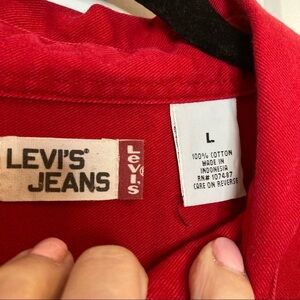 LEVI'S®
JEANS
Levi's
L
100% COTTON
MADE IN
INDONESIA
RN# 107487
CARE ON REVERSE